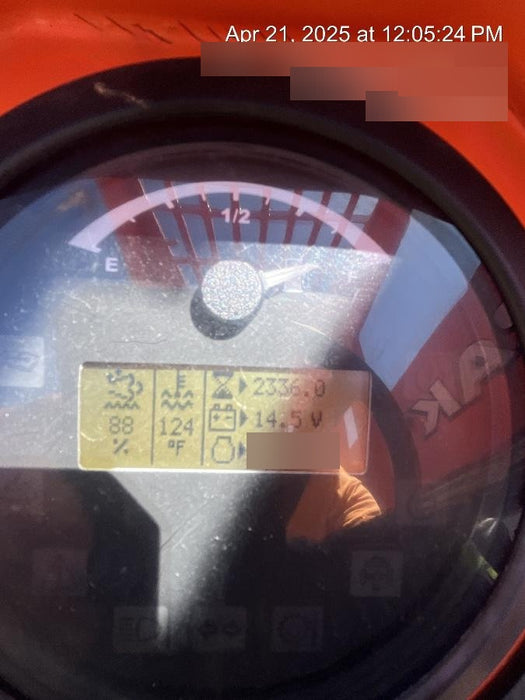 Apr 21, 2025 at 12:05:24 PM
1/2
E
2336.0
88 124 14.5 V
% °F